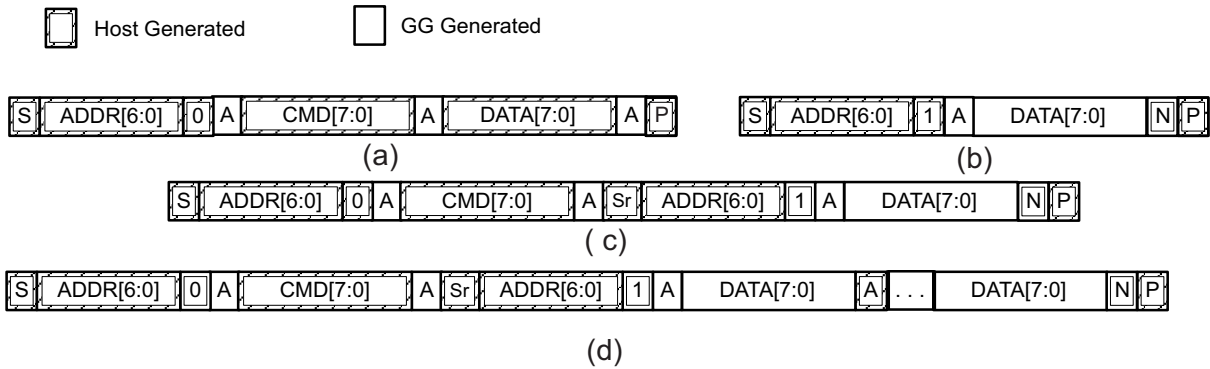 Host Generated GG Generated
S ADDR[6:0] 0 A CMD[7:0] A DATA[7:0] A P
(a)
S ADDR[6:0] 1 A DATA[7:0] N P
(b)
S ADDR[6:0] 0 A CMD[7:0] A Sr ADDR[6:0] 1 A DATA[7:0] N P
( c)
S ADDR[6:0] 0 A CMD[7:0] A Sr ADDR[6:0] 1 A DATA[7:0] A . . . DATA[7:0] N P
(d)